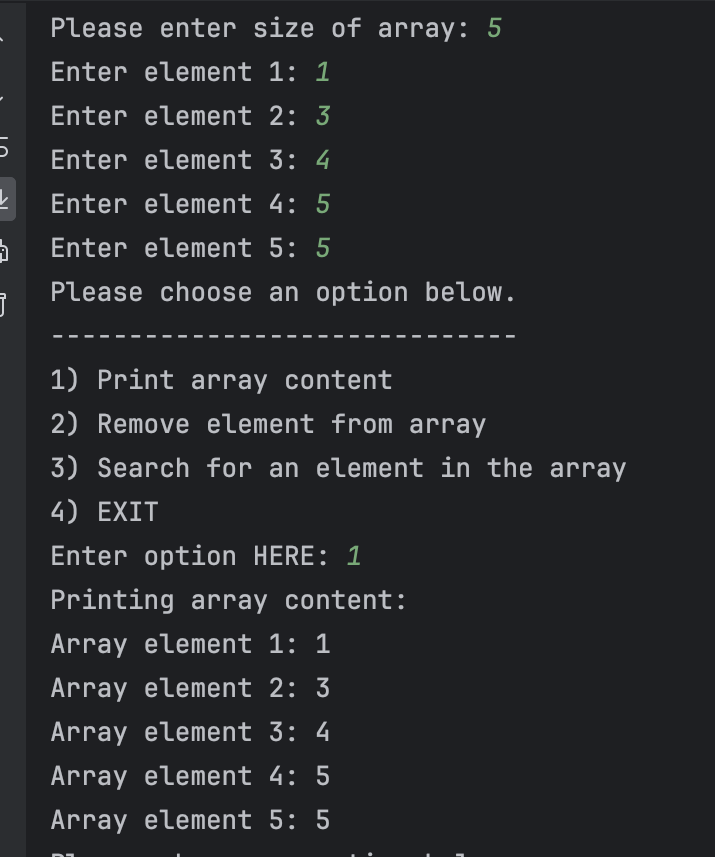 Please enter size of array: 5
Enter element 1: 1
Enter element 2: 3
Enter element 3: 4
Enter element 4: 5
Enter element 5: 5
Please choose an option below.
------------------------------
1) Print array content
2) Remove element from array
3) Search for an element in the array
4) EXIT
Enter option HERE: 1
Printing array content:
Array element 1: 1
Array element 2: 3
Array element 3: 4
Array element 4: 5
Array element 5: 5